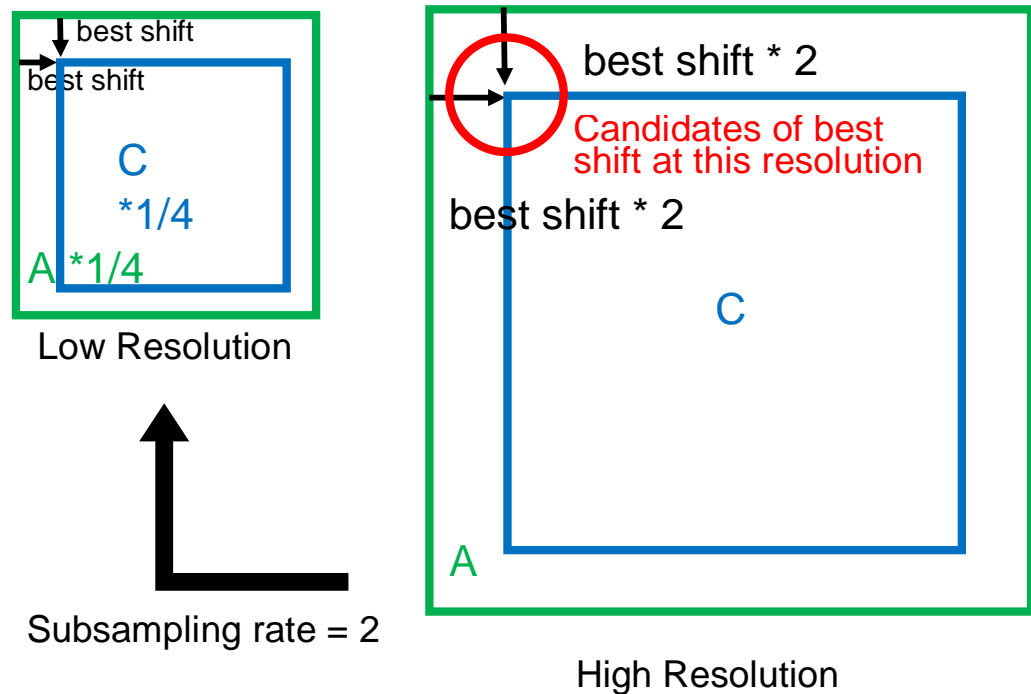 best shift
best shift
C
*1/4
A *1/4
Low Resolution
Subsampling rate = 2
best shift * 2
Candidates of best
shift at this resolution
best shift * 2
C
A
High Resolution